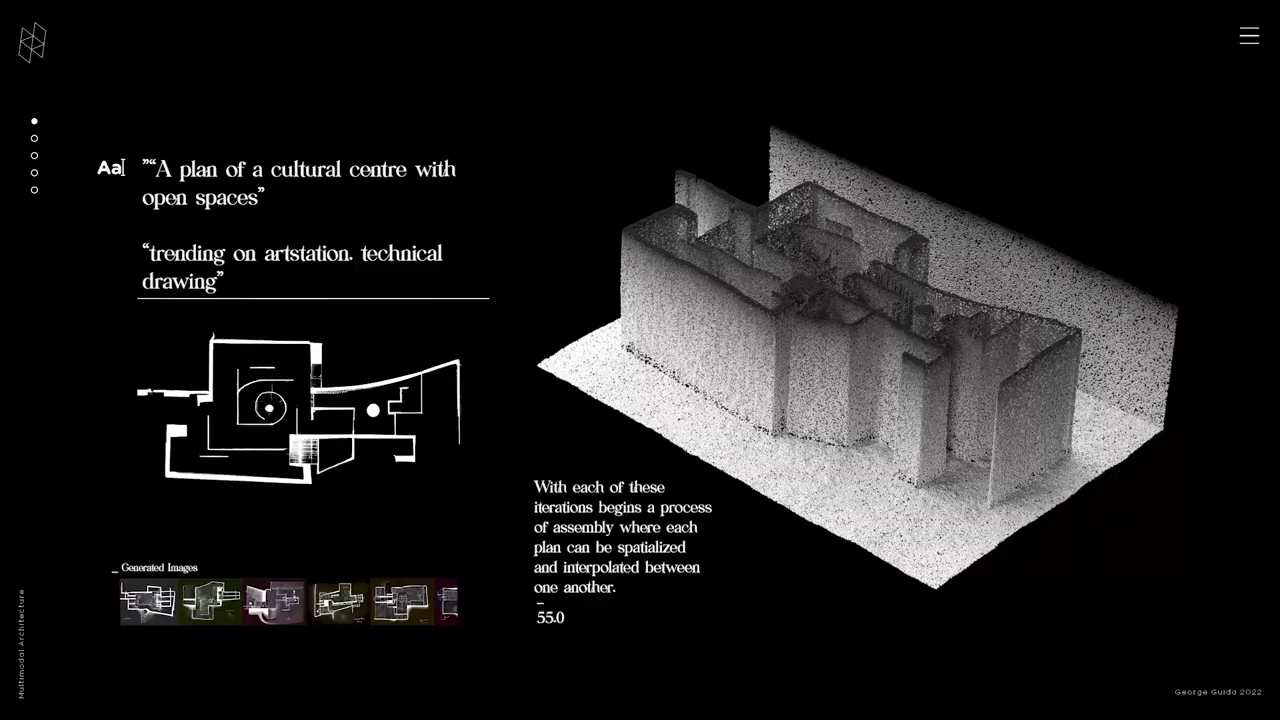 Aa
”“A plan of a cultural centre with
open spaces”
“trending on artstation. technical
drawing”
With each of these
iterations begins a process
of assembly where each
plan can be spatialized
and interpolated between
one another.
55.0
_ Generated Images
Multimodal Architecture
George Guida 2022